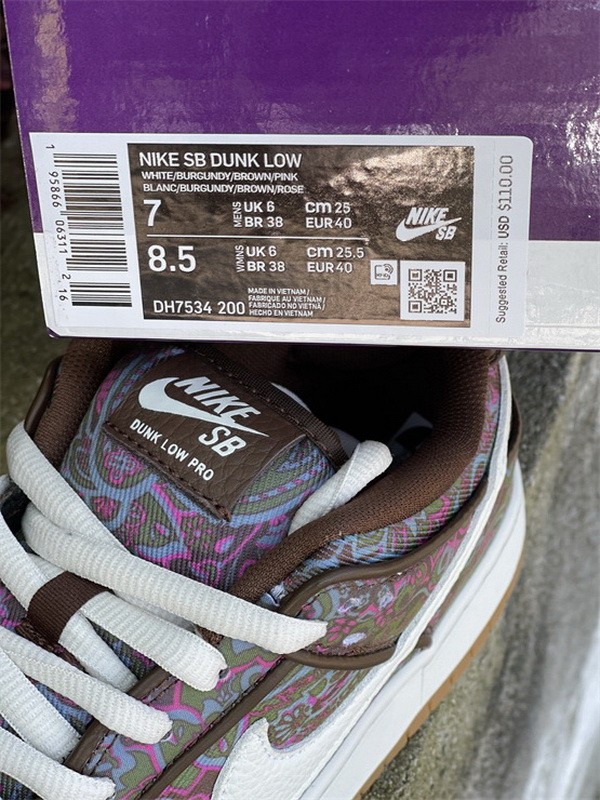 NIKE SB DUNK LOW
WHITE/BURGUNDY/BROWN/PINK
BLANC/BURGUNDY/BROWN/ROSE
7 MENS UK 6 cm 25
BR 38 EUR 40
8.5 WMNS UK 6 cm 25.5
BR 38 EUR 40
MADE IN VIETNAM /
FABRIQUE AU VIETNAM /
FABRICADO NO VIETNÃ /
HECHO EN VIETNAM
DH7534 200
NIKE
SB
Suggested Retail: USD $110.00
1 95866 06311 2 16
NIKE
SB
DUNK LOW PRO